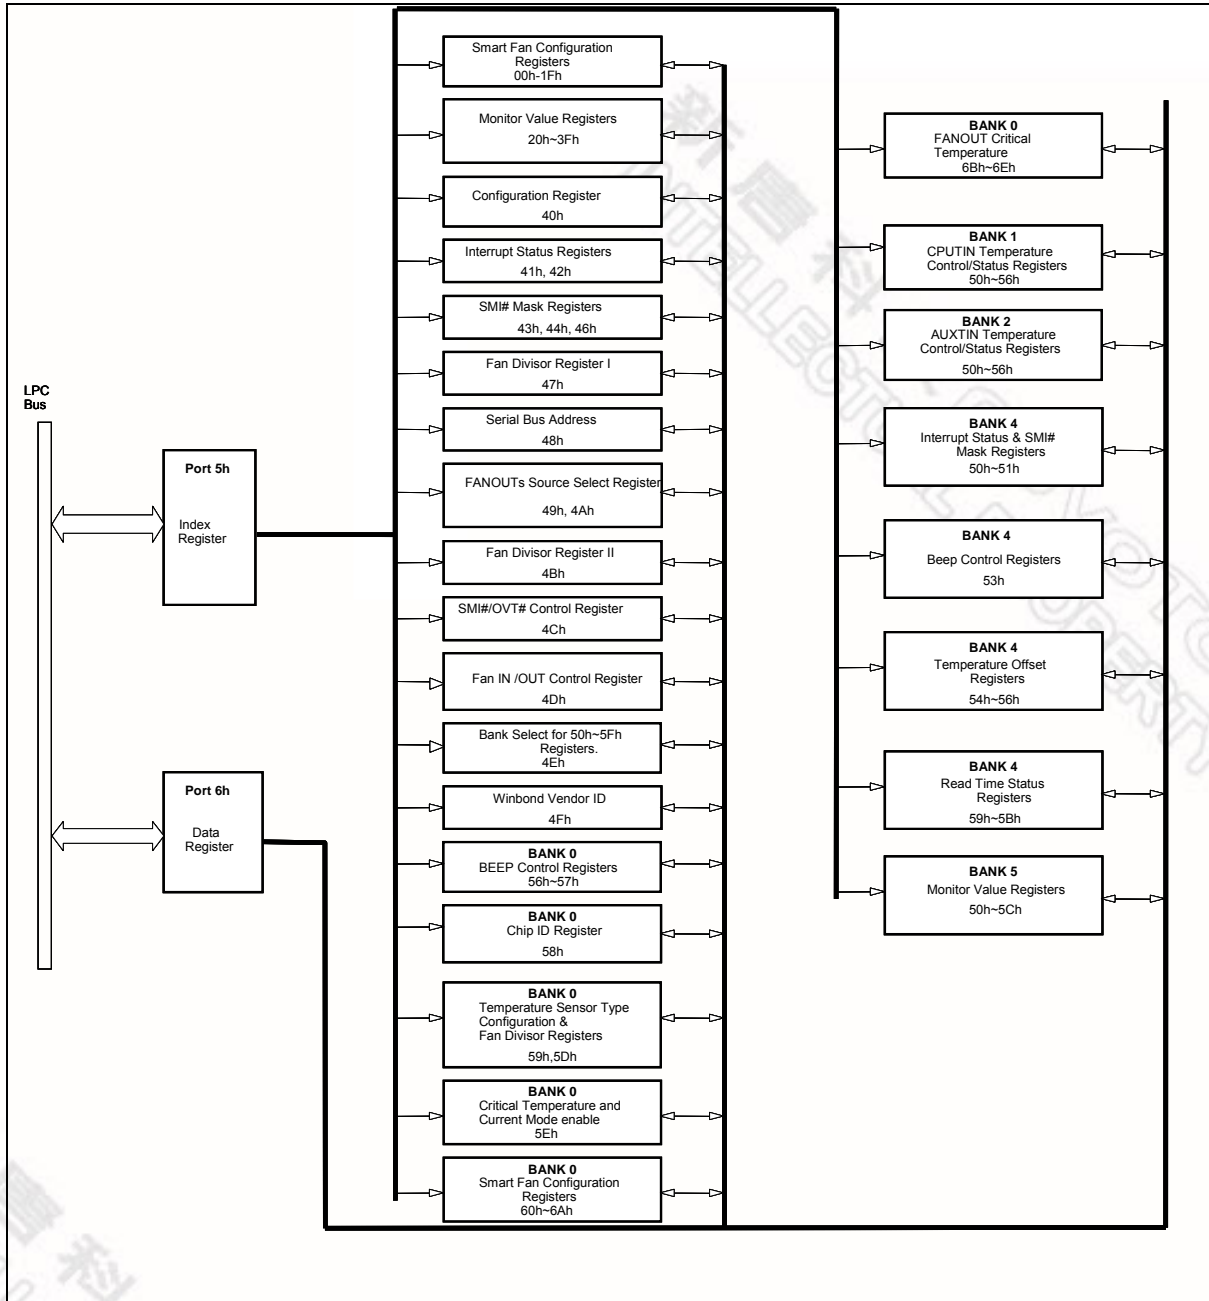 LPC
Bus
Port 5h
Index
Register
Port 6h
Data
Register
Smart Fan Configuration
Registers
00h-1Fh
Monitor Value Registers
20h~3Fh
Configuration Register
40h
Interrupt Status Registers
41h, 42h
SMI# Mask Registers
43h, 44h, 46h
Fan Divisor Register I
47h
Serial Bus Address
48h
FANOUTs Source Select Register
49h, 4Ah
Fan Divisor Register II
4Bh
SMI#/OVT# Control Register
4Ch
Fan IN /OUT Control Register
4Dh
Bank Select for 50h~5Fh
Registers.
4Eh
Winbond Vendor ID
4Fh
BANK 0
BEEP Control Registers
56h~57h
BANK 0
Chip ID Register
58h
BANK 0
Temperature Sensor Type
Configuration &
Fan Divisor Registers
59h,5Dh
BANK 0
Critical Temperature and
Current Mode enable
5Eh
BANK 0
Smart Fan Configuration
Registers
60h~6Ah
BANK 0
FANOUT Critical
Temperature
6Bh~6Eh
BANK 1
CPUTIN Temperature
Control/Status Registers
50h~56h
BANK 2
AUXTIN Temperature
Control/Status Registers
50h~56h
BANK 4
Interrupt Status & SMI#
Mask Registers
50h~51h
BANK 4
Beep Control Registers
53h
BANK 4
Temperature Offset
Registers
54h~56h
BANK 4
Read Time Status
Registers
59h~5Bh
BANK 5
Monitor Value Registers
50h~5Ch
新唐科
INTELLECTUAL PROPERTY
唐科